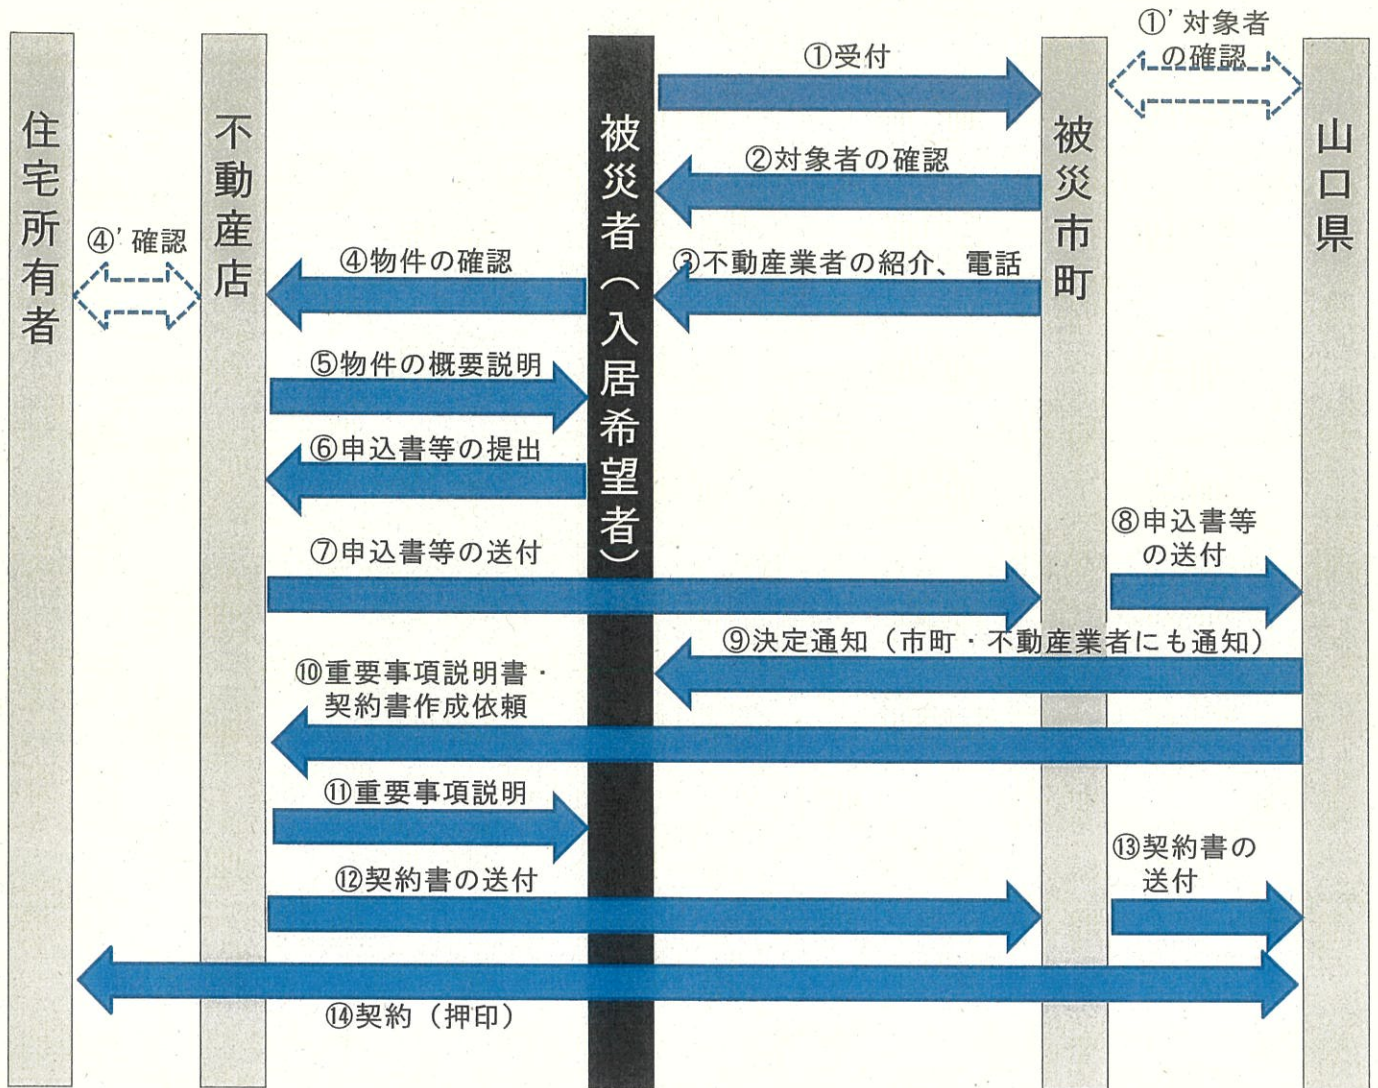 住宅所有者
不動産店
被災者（入居希望者）
被災市町
山口県
①受付
①’対象者
の確認
②対象者の確認
③不動産業者の紹介、電話
④物件の確認
④’確認
⑤物件の概要説明
⑥申込書等の提出
⑦申込書等の送付
⑧申込書等
の送付
⑨決定通知（市町・不動産業者にも通知）
⑩重要事項説明書・
契約書作成依頼
⑪重要事項説明
⑫契約書の送付
⑬契約書の
送付
⑭契約（押印）